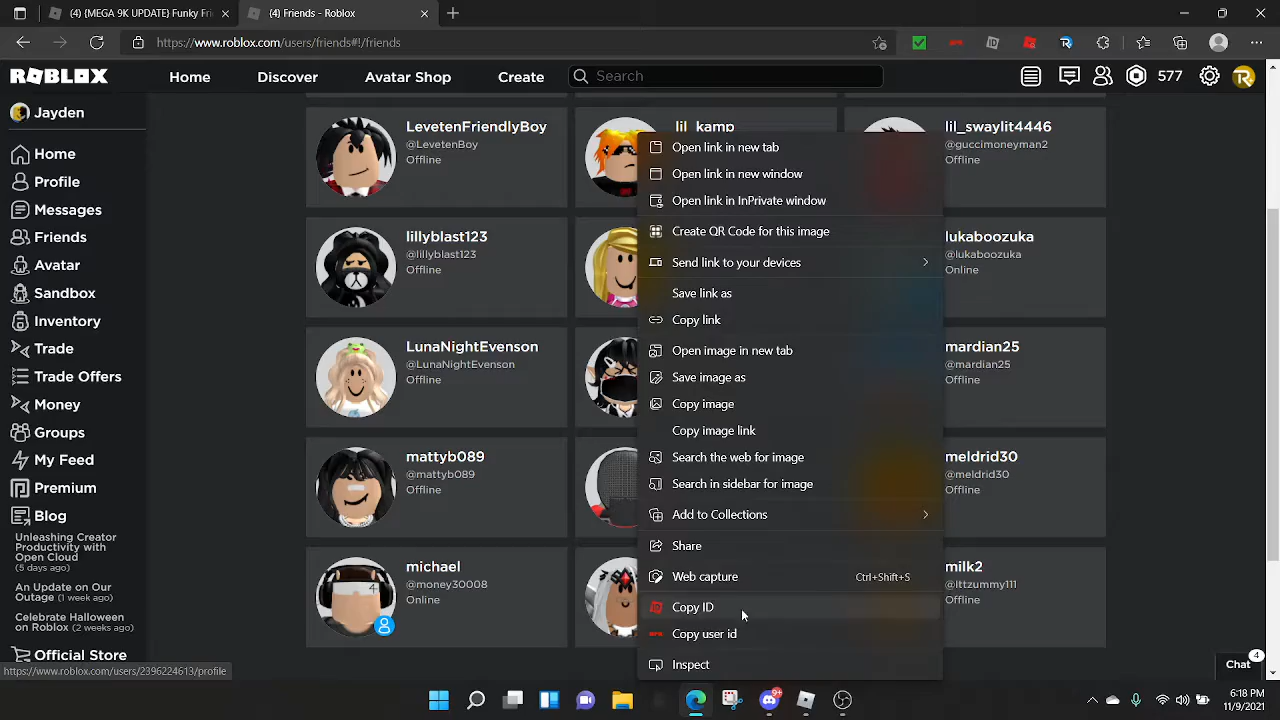 (4) {MEGA 9K UPDATE} Funky Fri
(4) Friends - Roblox
https://www.roblox.com/users/friends#!/friends
ROBLOX
Home
Discover
Avatar Shop
Create
Search
577
Jayden
Home
Profile
Messages
Friends
Avatar
Sandbox
Inventory
Trade
Trade Offers
Money
Groups
My Feed
Premium
Blog
Unleashing Creator
Productivity with
Open Cloud
(5 days ago)
An Update on Our
Outage (1 week ago)
Celebrate Halloween
on Roblox (2 weeks ago)
Official Store
LevetenFriendlyBoy
@LevetenBoy
Offline
lil_kamp
lil_swaylit4446
@guccimoneyman2
Offline
lillyblast123
@lillyblast123
Offline
lukaboozuka
@lukaboozuka
Online
LunaNightEvenson
@LunaNightEvenson
Offline
mardian25
@mardian25
Offline
mattyb089
@mattyb089
Offline
meldrid30
@meldrid30
Offline
michael
@money30008
Online
milk2
@lttzummy111
Offline
Open link in new tab
Open link in new window
Open link in InPrivate window
Create QR Code for this image
Send link to your devices
Save link as
Copy link
Open image in new tab
Save image as
Copy image
Copy image link
Search the web for image
Search in sidebar for image
Add to Collections
Share
Web capture Ctrl+Shift+S
Copy ID
Copy user id
Inspect
Chat 4
https://www.roblox.com/users/2396224613/profile
6:18 PM
11/9/2021